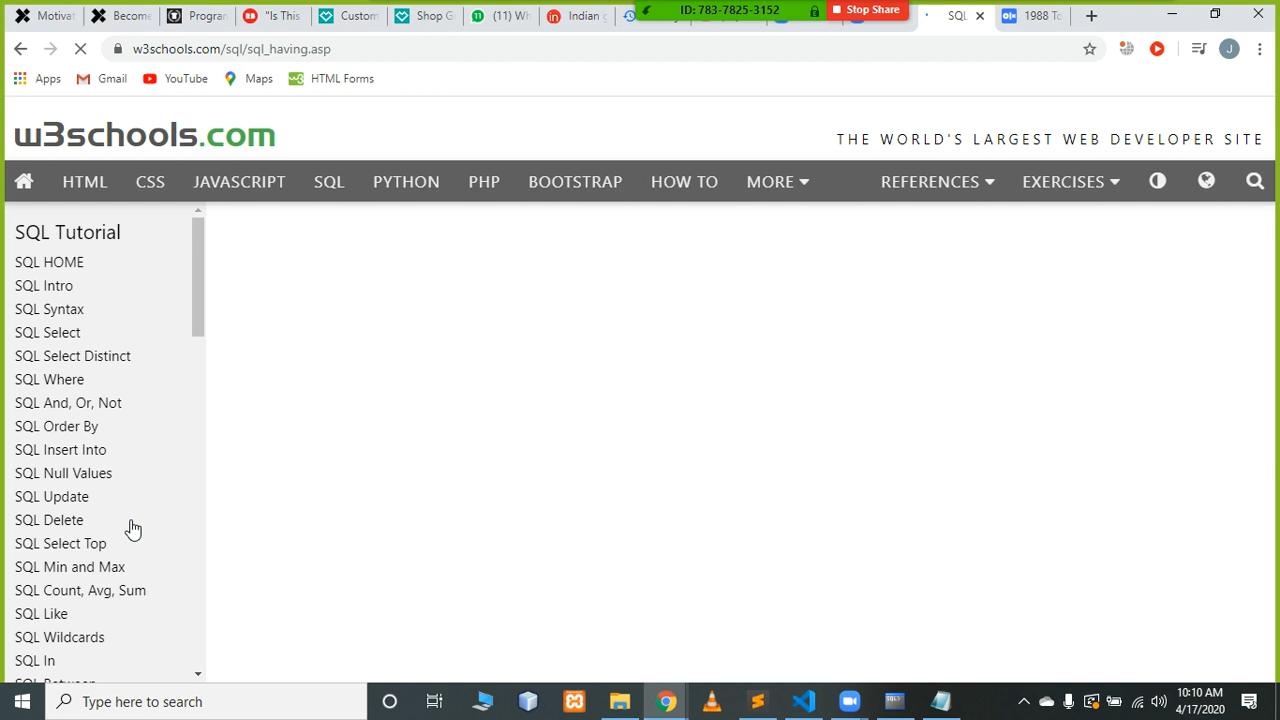 Motivat
Become
Program
"Is This
Custom
Shop G
(11) Wh
Indian g
ID: 783-7825-3152
Stop Share
SQL
1988 To
w3schools.com/sql/sql_having.asp
J
Apps
Gmail
YouTube
Maps
HTML Forms
w3schools.com
THE WORLD'S LARGEST WEB DEVELOPER SITE
HTML CSS JAVASCRIPT SQL PYTHON PHP BOOTSTRAP HOW TO MORE REFERENCES EXERCISES
SQL Tutorial
SQL HOME
SQL Intro
SQL Syntax
SQL Select
SQL Select Distinct
SQL Where
SQL And, Or, Not
SQL Order By
SQL Insert Into
SQL Null Values
SQL Update
SQL Delete
SQL Select Top
SQL Min and Max
SQL Count, Avg, Sum
SQL Like
SQL Wildcards
SQL In
SQL Between
Type here to search
10:10 AM
4/17/2020